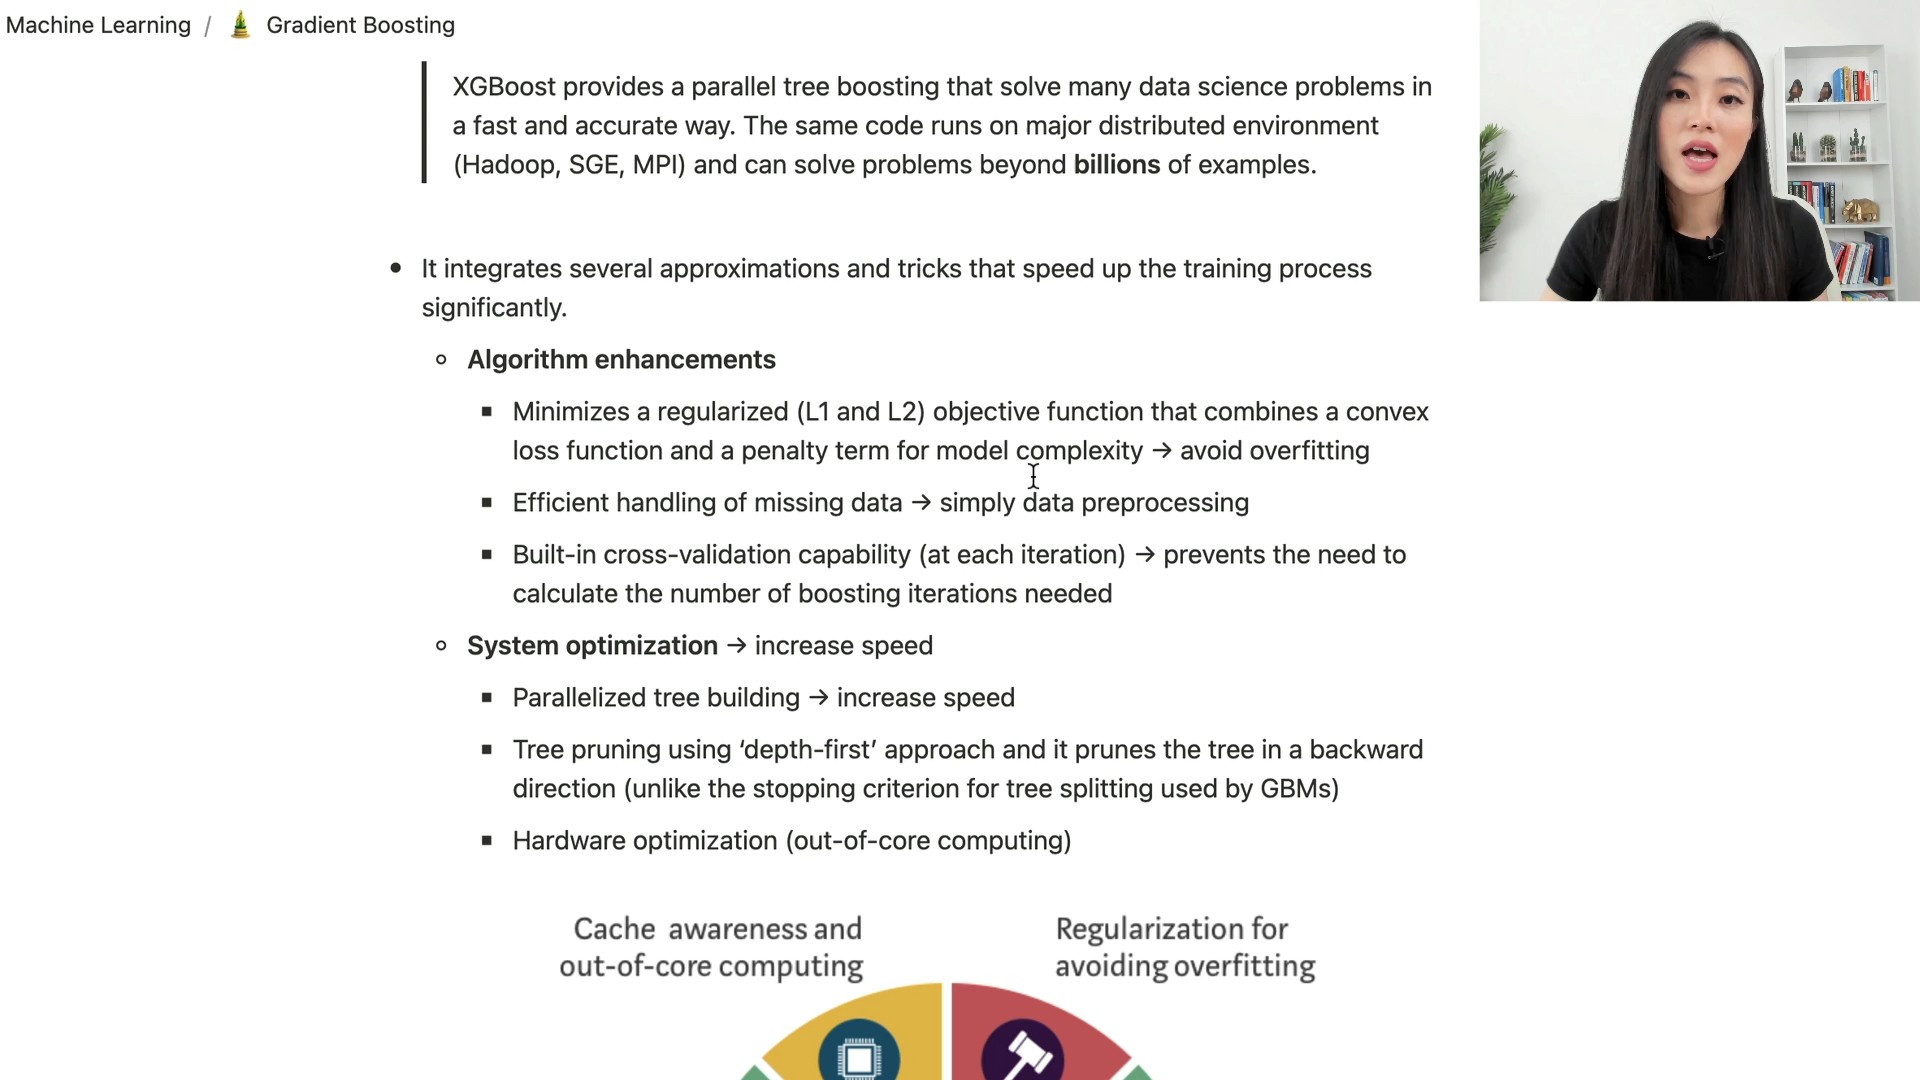 Machine Learning / Gradient Boosting
XGBoost provides a parallel tree boosting that solve many data science problems in
a fast and accurate way. The same code runs on major distributed environment
(Hadoop, SGE, MPI) and can solve problems beyond billions of examples.
• It integrates several approximations and tricks that speed up the training process
significantly.
◦ Algorithm enhancements
▪ Minimizes a regularized (L1 and L2) objective function that combines a convex
loss function and a penalty term for model complexity → avoid overfitting
▪ Efficient handling of missing data → simply data preprocessing
▪ Built-in cross-validation capability (at each iteration) → prevents the need to
calculate the number of boosting iterations needed
◦ System optimization → increase speed
▪ Parallelized tree building → increase speed
▪ Tree pruning using ‘depth-first’ approach and it prunes the tree in a backward
direction (unlike the stopping criterion for tree splitting used by GBMs)
▪ Hardware optimization (out-of-core computing)
Cache awareness and
out-of-core computing
Regularization for
avoiding overfitting